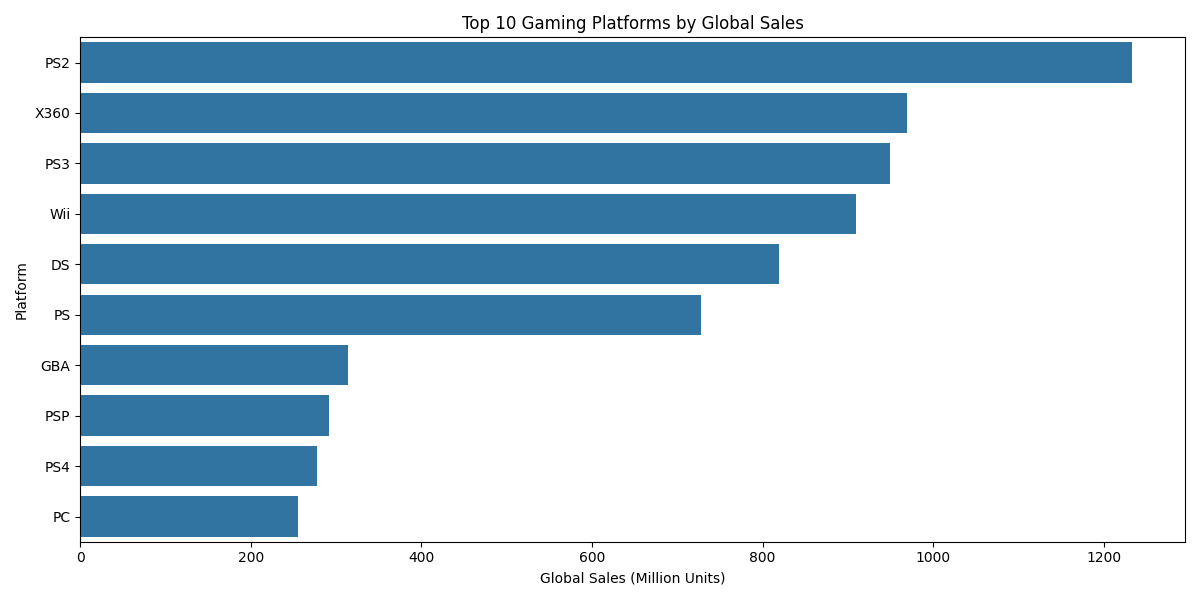 Top 10 Gaming Platforms by Global Sales
Platform
PS2
X360
PS3
Wii
DS
PS
GBA
PSP
PS4
PC
0 200 400 600 800 1000 1200
Global Sales (Million Units)